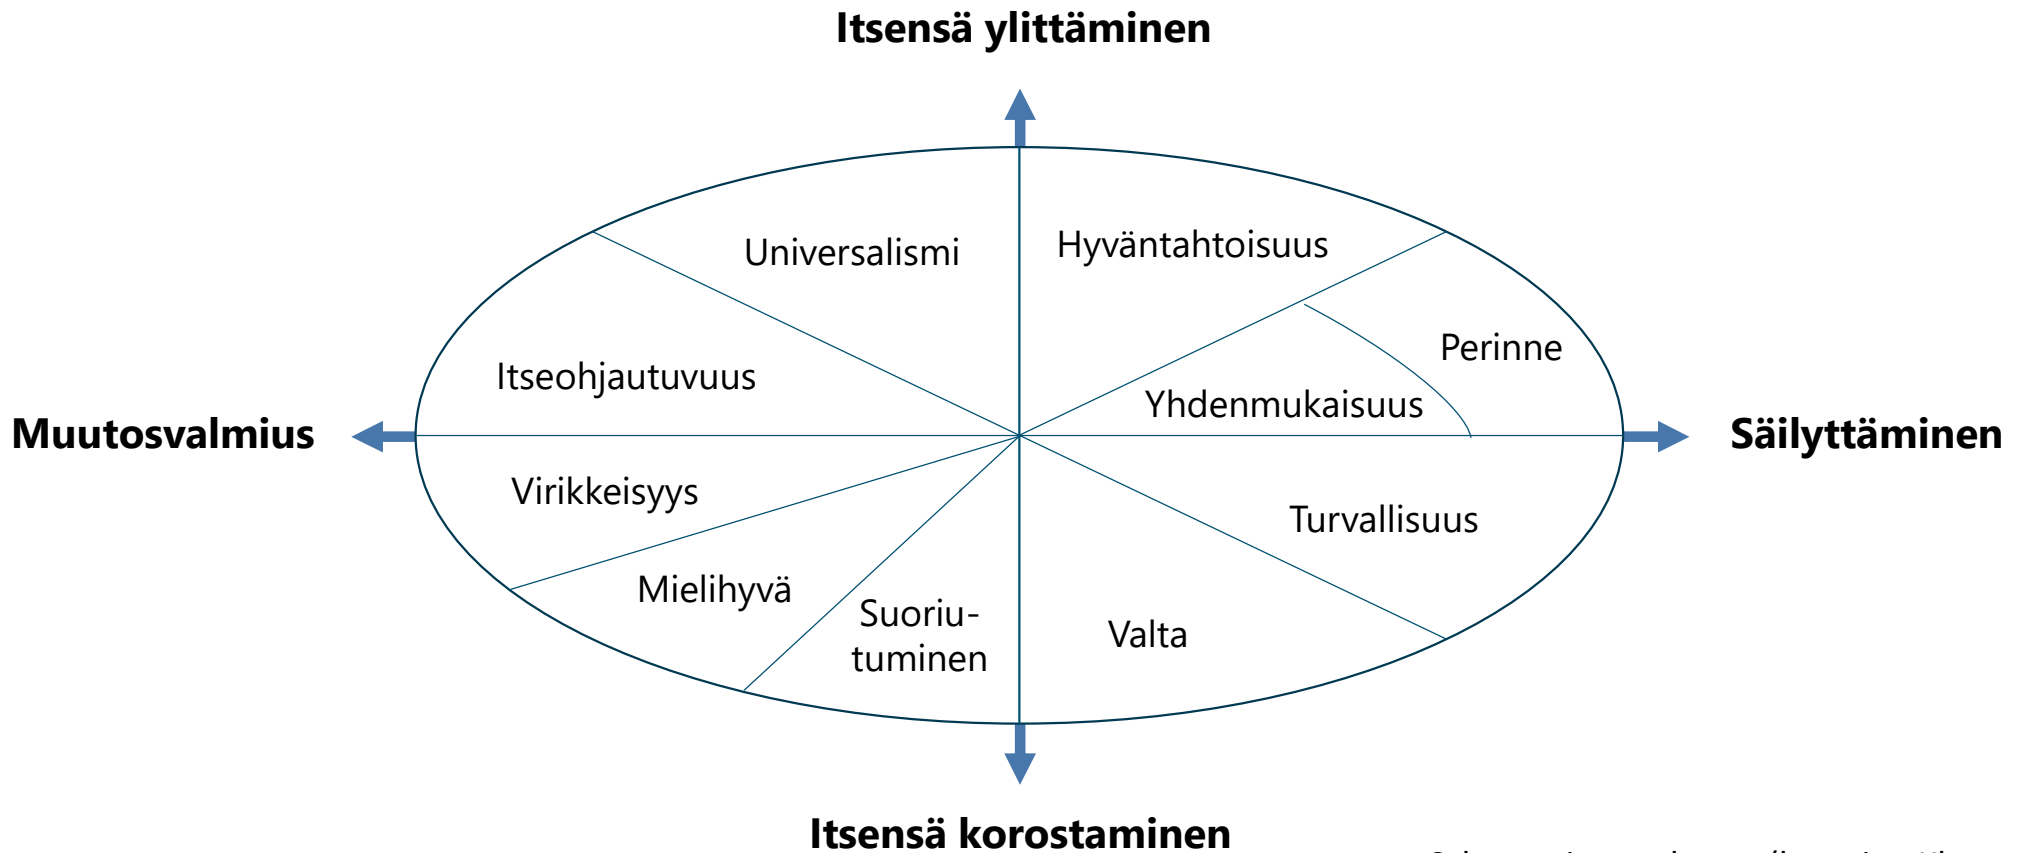 Itsensä ylittäminen
Universalismi
Hyväntahtoisuus
Perinne
Itseohjautuvuus
Yhdenmukaisuus
Muutosvalmius
Säilyttäminen
Virikkeisyys
Turvallisuus
Mielihyvä
Suoriu-
tuminen
Valta
Itsensä korostaminen